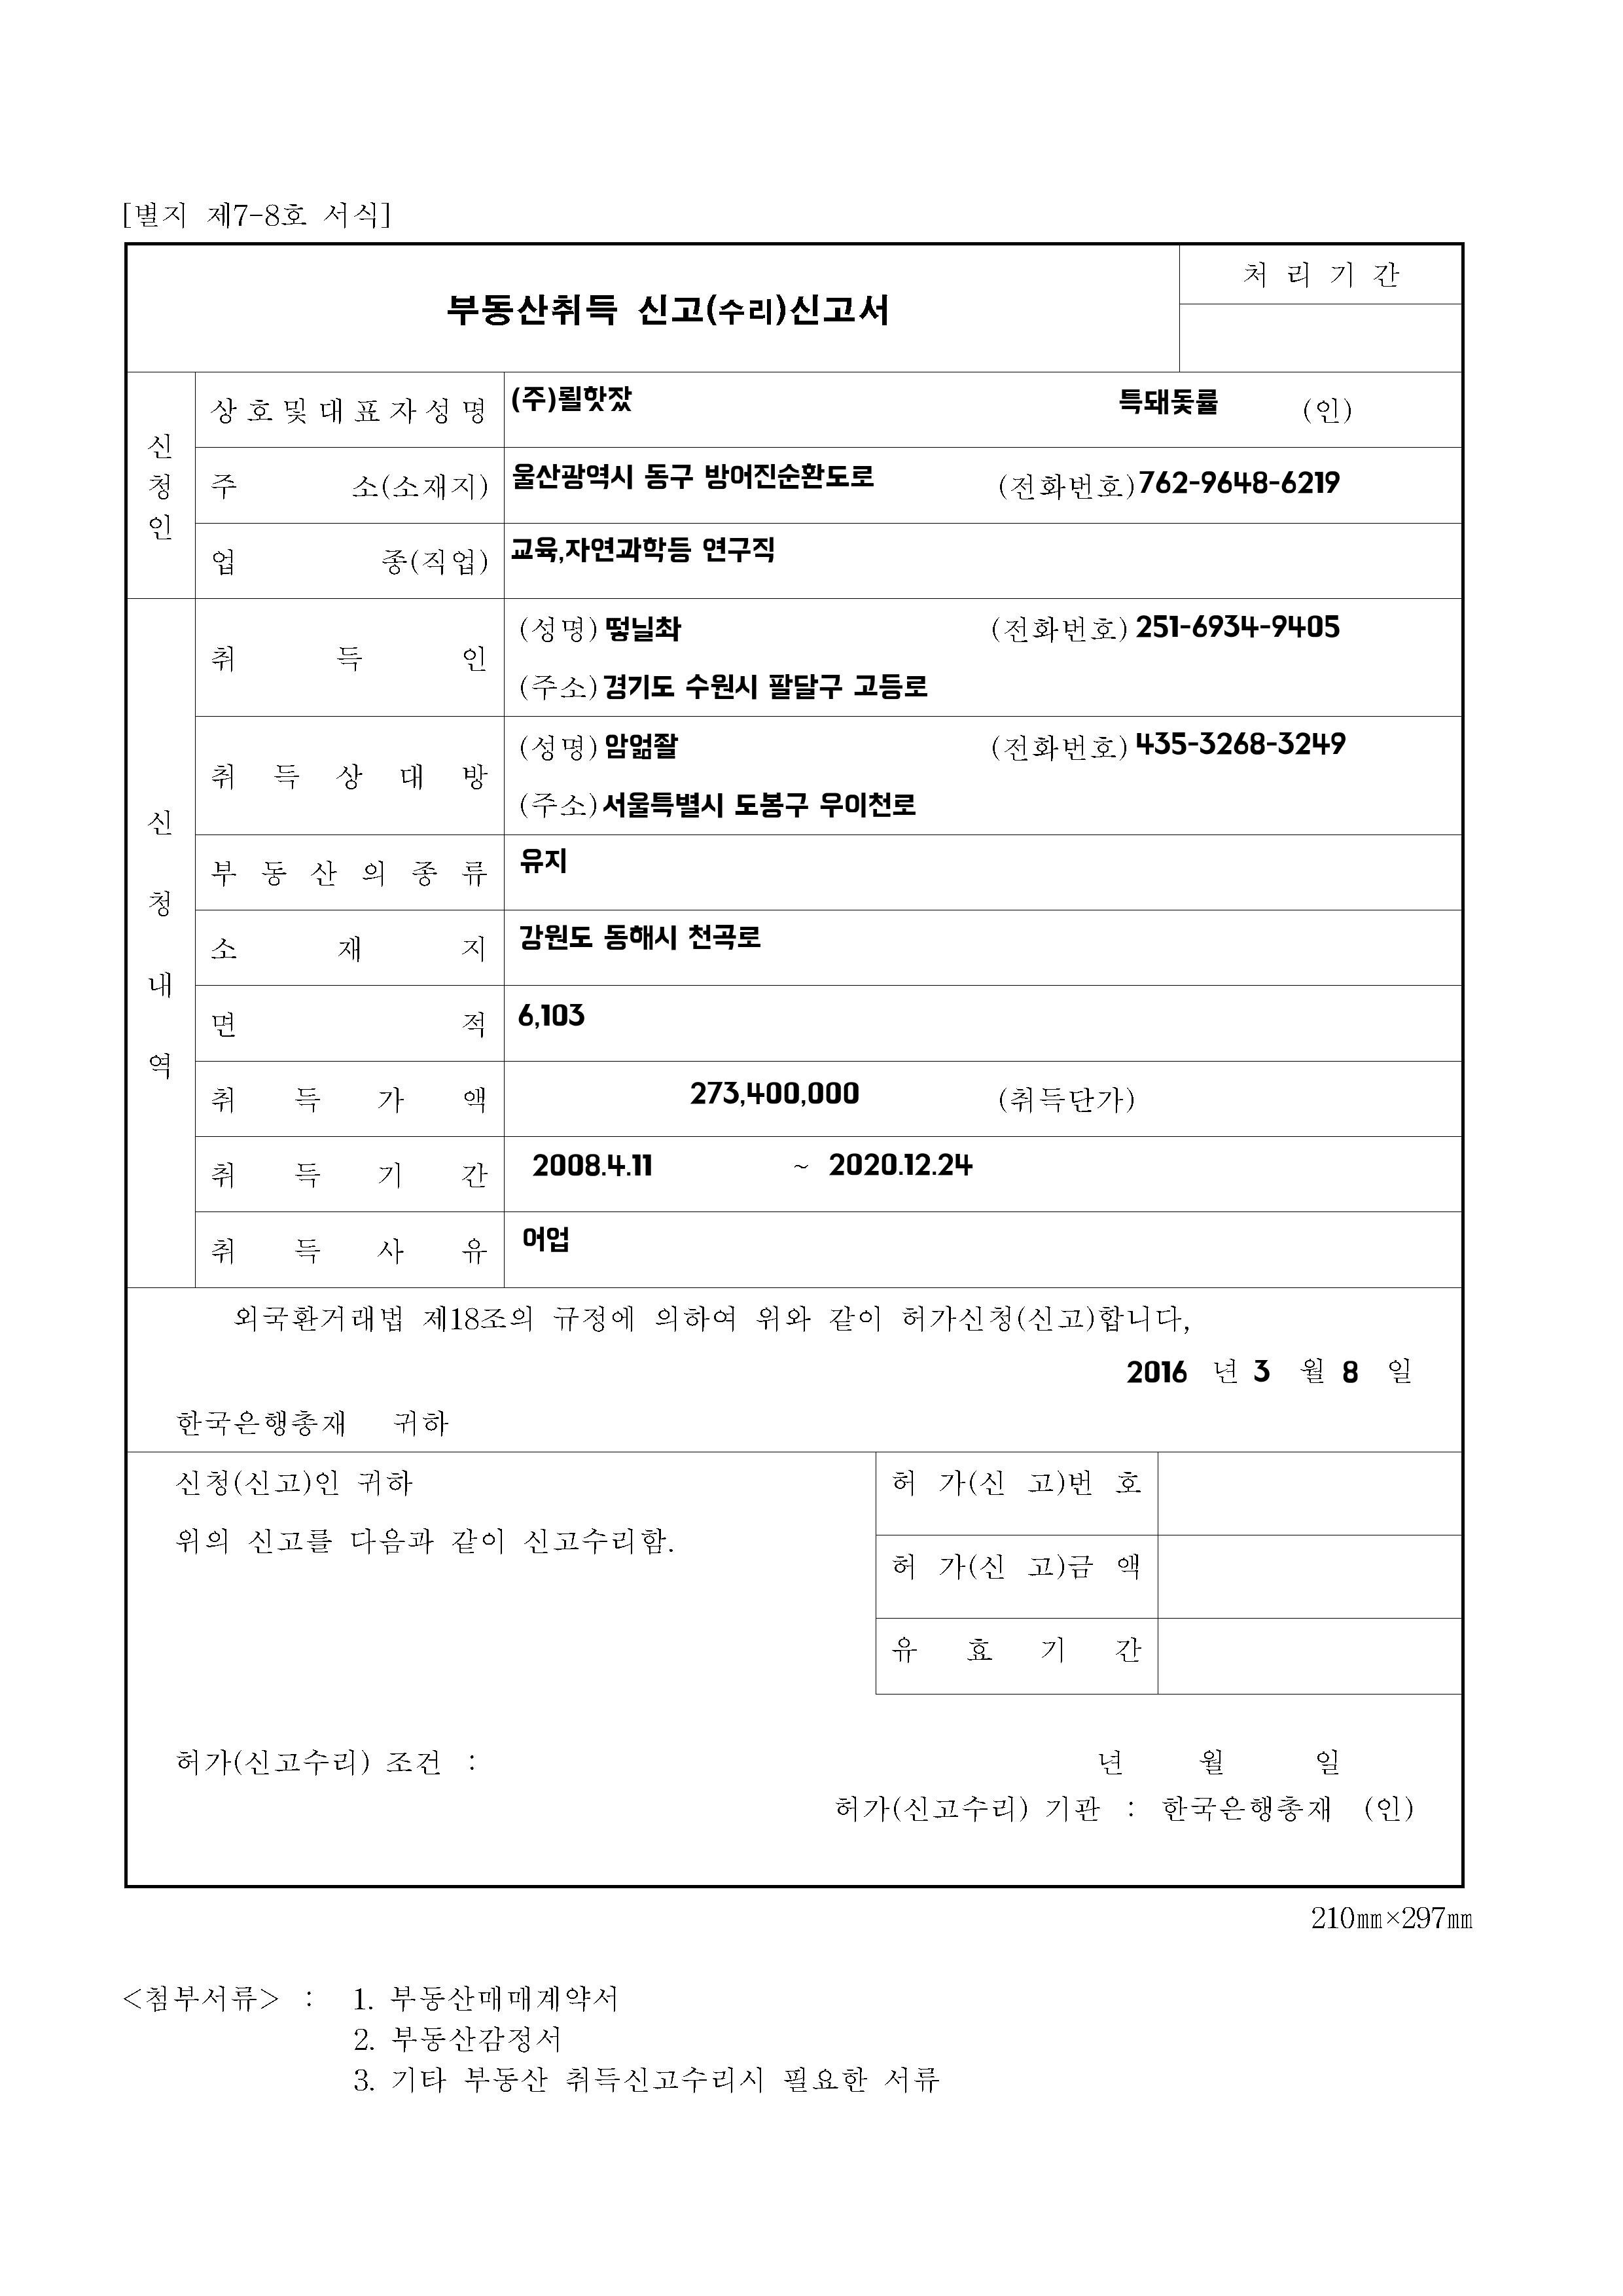 [별지 제7-8호 서식]
부동산취득 신고(수리)신고서
처 리 기 간
신청인
상호및대표자성명 (주)뢸핫잤 특돼돛률 (인)
주 소(소재지) 울산광역시 동구 방어진순환도로 (전화번호) 762-9648-6219
업 종(직업) 교육,자연과학등 연구직
신청내역
취 득 인 (성명) 떻닐촤 (전화번호) 251-6934-9405
(주소) 경기도 수원시 팔달구 고등로
취 득 상 대 방 (성명) 암얾좔 (전화번호) 435-3268-3249
(주소) 서울특별시 도봉구 우이천로
부 동 산 의 종 류 유지
소 재 지 강원도 동해시 천곡로
면 적 6,103
취 득 가 액 273,400,000 (취득단가)
취 득 기 간 2008.4.11 ~ 2020.12.24
취 득 사 유 어업
외국환거래법 제18조의 규정에 의하여 위와 같이 허가신청(신고)합니다,
2016 년 3 월 8 일
한국은행총재 귀하
신청(신고)인 귀하
위의 신고를 다음과 같이 신고수리함.
허 가(신 고)번 호
허 가(신 고)금 액
유 효 기 간
허가(신고수리) 조건 :
년 월 일
허가(신고수리) 기관 : 한국은행총재 (인)
210㎜×297㎜
<첨부서류> : 1. 부동산매매계약서
2. 부동산감정서
3. 기타 부동산 취득신고수리시 필요한 서류